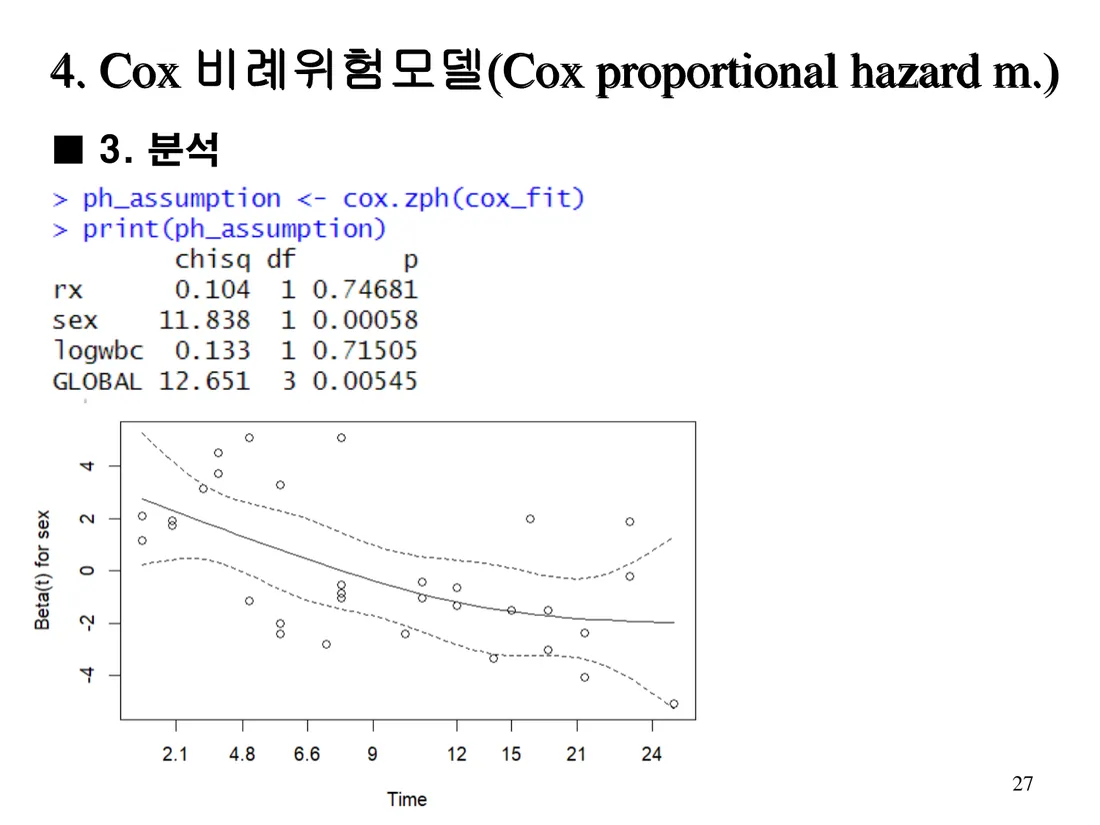 4. Cox 비례위험모델(Cox proportional hazard m.)
■ 3. 분석
> ph_assumption <- cox.zph(cox_fit)
> print(ph_assumption)
chisq df p
rx 0.104 1 0.74681
sex 11.838 1 0.00058
logwbc 0.133 1 0.71505
GLOBAL 12.651 3 0.00545
Beta(t) for sex
4
2
0
-2
-4
2.1 4.8 6.6 9 12 15 21 24
Time
27